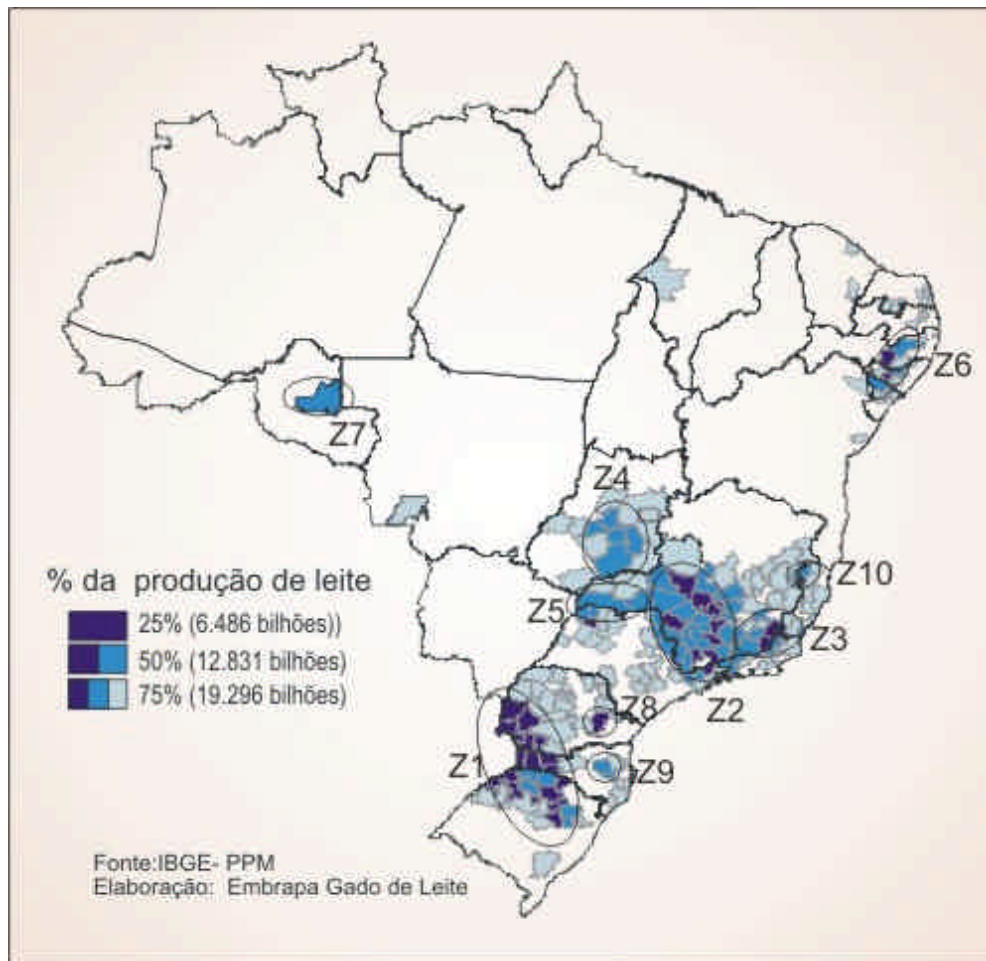 Z6
Z7
Z4
Z10
% da produção de leite
Z5
25% (6.486 bilhões))
Z3
50% (12.831 bilhões)
75% (19.296 bilhões)
Z8
Z2
Z1
Z9
Fonte:IBGE- PPM
Elaboração: Embrapa Gado de Leite